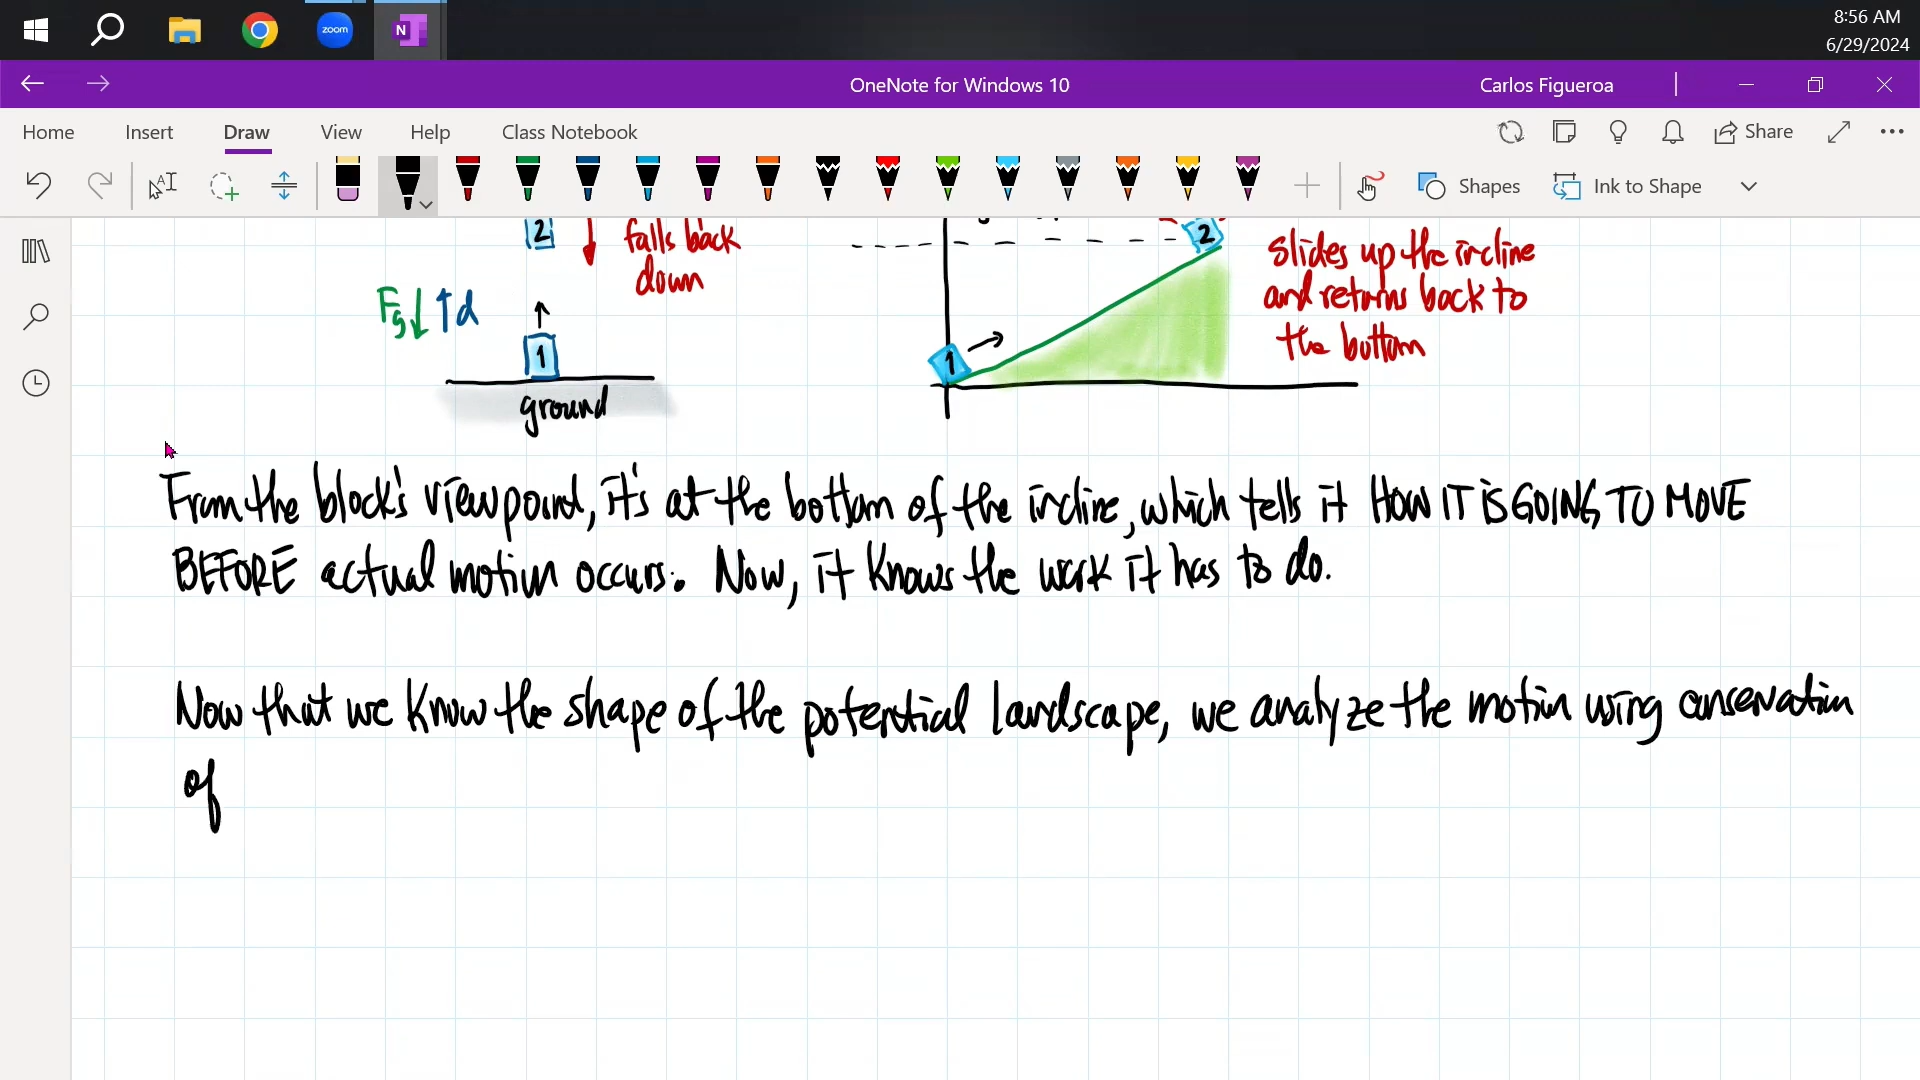 8:56 AM
6/29/2024
zoom
N
OneNote for Windows 10
Carlos Figueroa
Home Insert Draw View Help Class Notebook
Share
Shapes
Ink to Shape
2 falls back
down
Fg d
1
ground
2
slides up the incline
and returns back to
the bottom
1
From the block's viewpoint, it's at the bottom of the incline, which tells it HOW IT IS GOING TO MOVE
BEFORE actual motion occurs. Now, it knows the work it has to do.
Now that we know the shape of the potential landscape, we analyze the motion using conservation
of